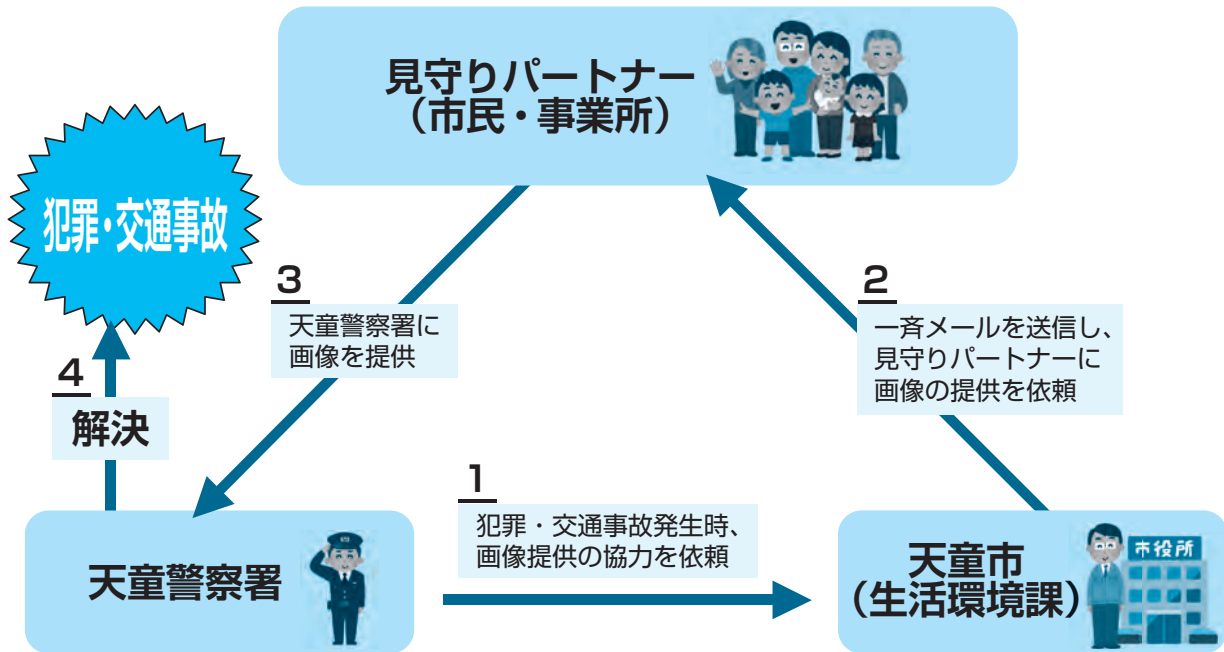 見守りパートナー
（市民・事業所）
犯罪・交通事故
3
天童警察署に
画像を提供
2
一斉メールを送信し、
見守りパートナーに
画像の提供を依頼
4
解決
1
犯罪・交通事故発生時、
画像提供の協力を依頼
天童警察署
天童市
（生活環境課）
市役所